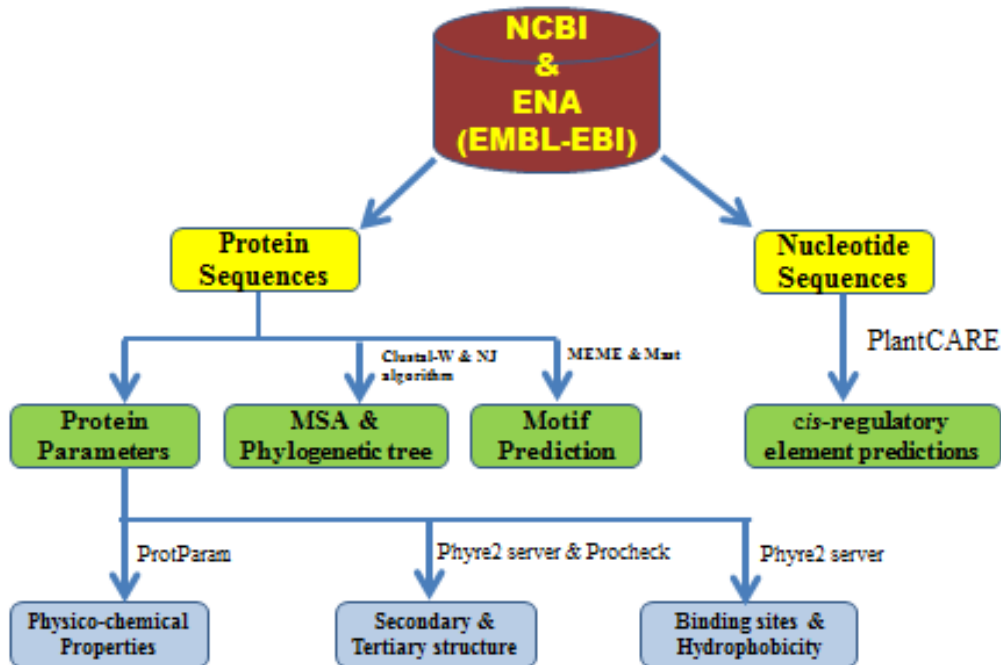 NCBI
&
ENA
(EMBL-EBI)
Protein
Sequences
Nucleotide
Sequences
PlantCARE
Clustal-W & NJ
algorithm
MEME & Mast
Protein
Parameters
MSA &
Phylogenetic tree
Motif
Prediction
cis-regulatory
element predictions
ProtParam
Phyre2 server & Procheck
Phyre2 server
Physico-chemical
Properties
Secondary &
Tertiary structure
Binding sites &
Hydrophobicity